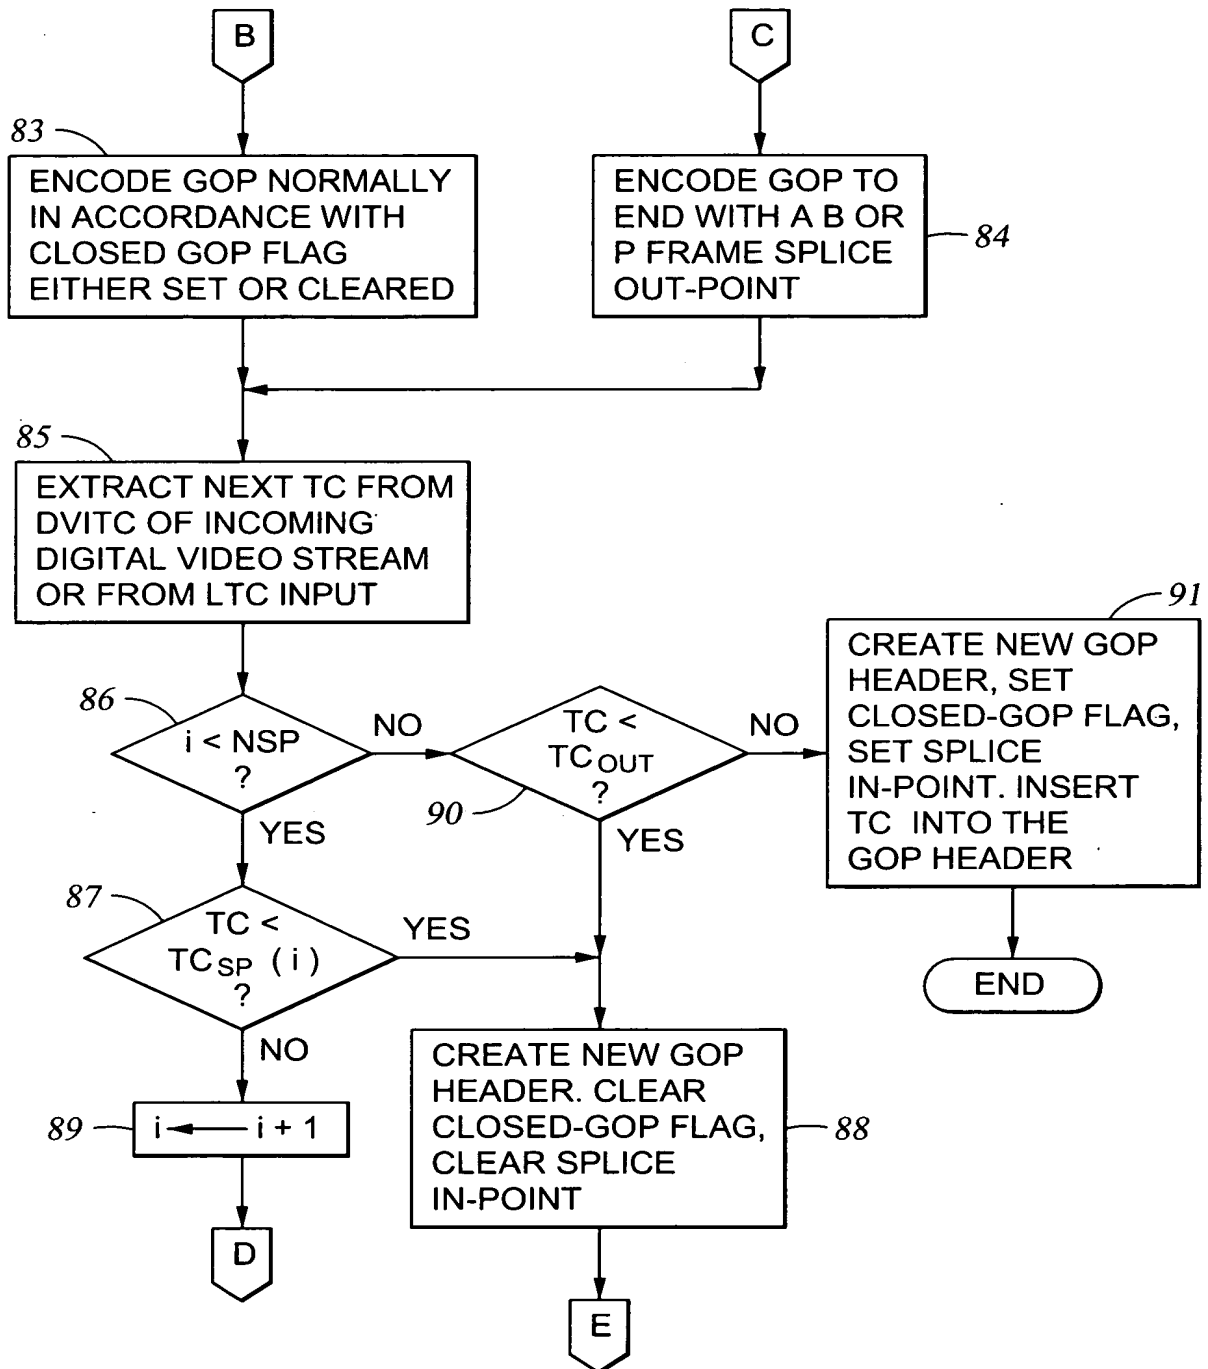 B
C
83
ENCODE GOP NORMALLY
IN ACCORDANCE WITH
CLOSED GOP FLAG
EITHER SET OR CLEARED
ENCODE GOP TO
END WITH A B OR
P FRAME SPLICE
OUT-POINT
84
85
EXTRACT NEXT TC FROM
DVITC OF INCOMING
DIGITAL VIDEO STREAM
OR FROM LTC INPUT
86
i < NSP
?
NO
YES
TC <
TCOUT
?
90
NO
YES
91
CREATE NEW GOP
HEADER, SET
CLOSED-GOP FLAG,
SET SPLICE
IN-POINT. INSERT
TC INTO THE
GOP HEADER
END
87
TC <
TCSP (i)
?
YES
NO
89
i ← i + 1
D
CREATE NEW GOP
HEADER. CLEAR
CLOSED-GOP FLAG,
CLEAR SPLICE
IN-POINT
88
E